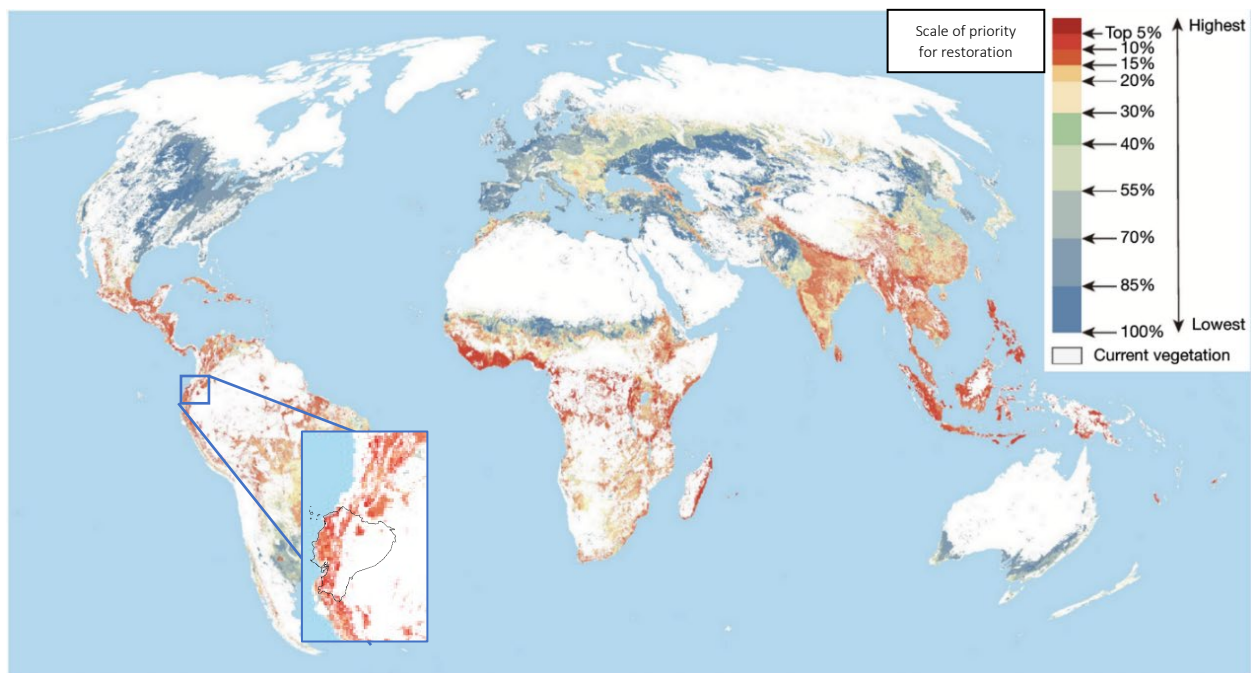 Scale of priority
for restoration
Highest
Top 5%
10%
15%
20%
30%
40%
55%
70%
85%
Lowest
100%
Current vegetation